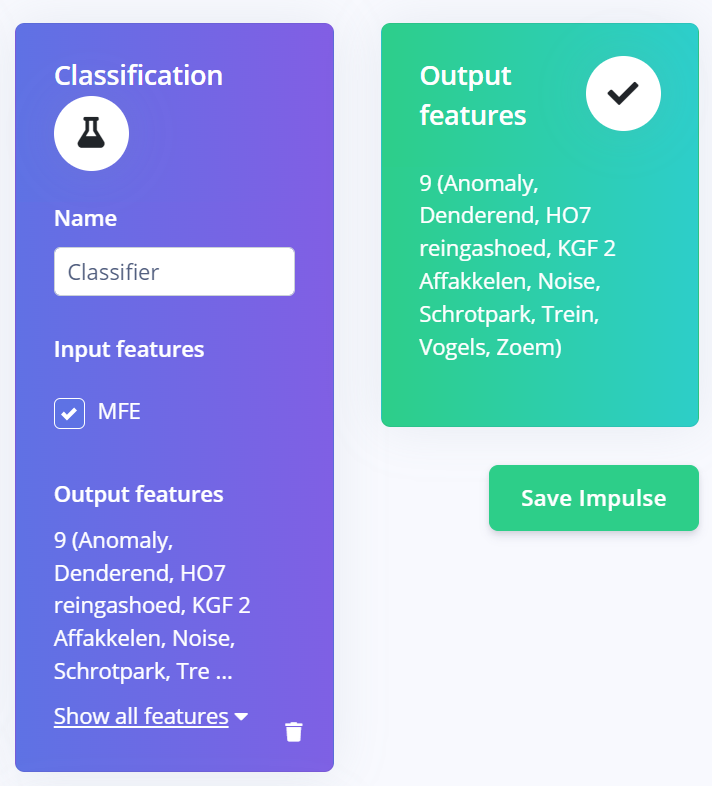 Classification
Name
Classifier
Input features
MFE
Output features
9 (Anomaly,
Denderend, HO7
reingashoed, KGF 2
Affakkelen, Noise,
Schrotpark, Tre ...
Show all features
Output
features
9 (Anomaly,
Denderend, HO7
reingashoed, KGF 2
Affakkelen, Noise,
Schrotpark, Trein,
Vogels, Zoem)
Save Impulse